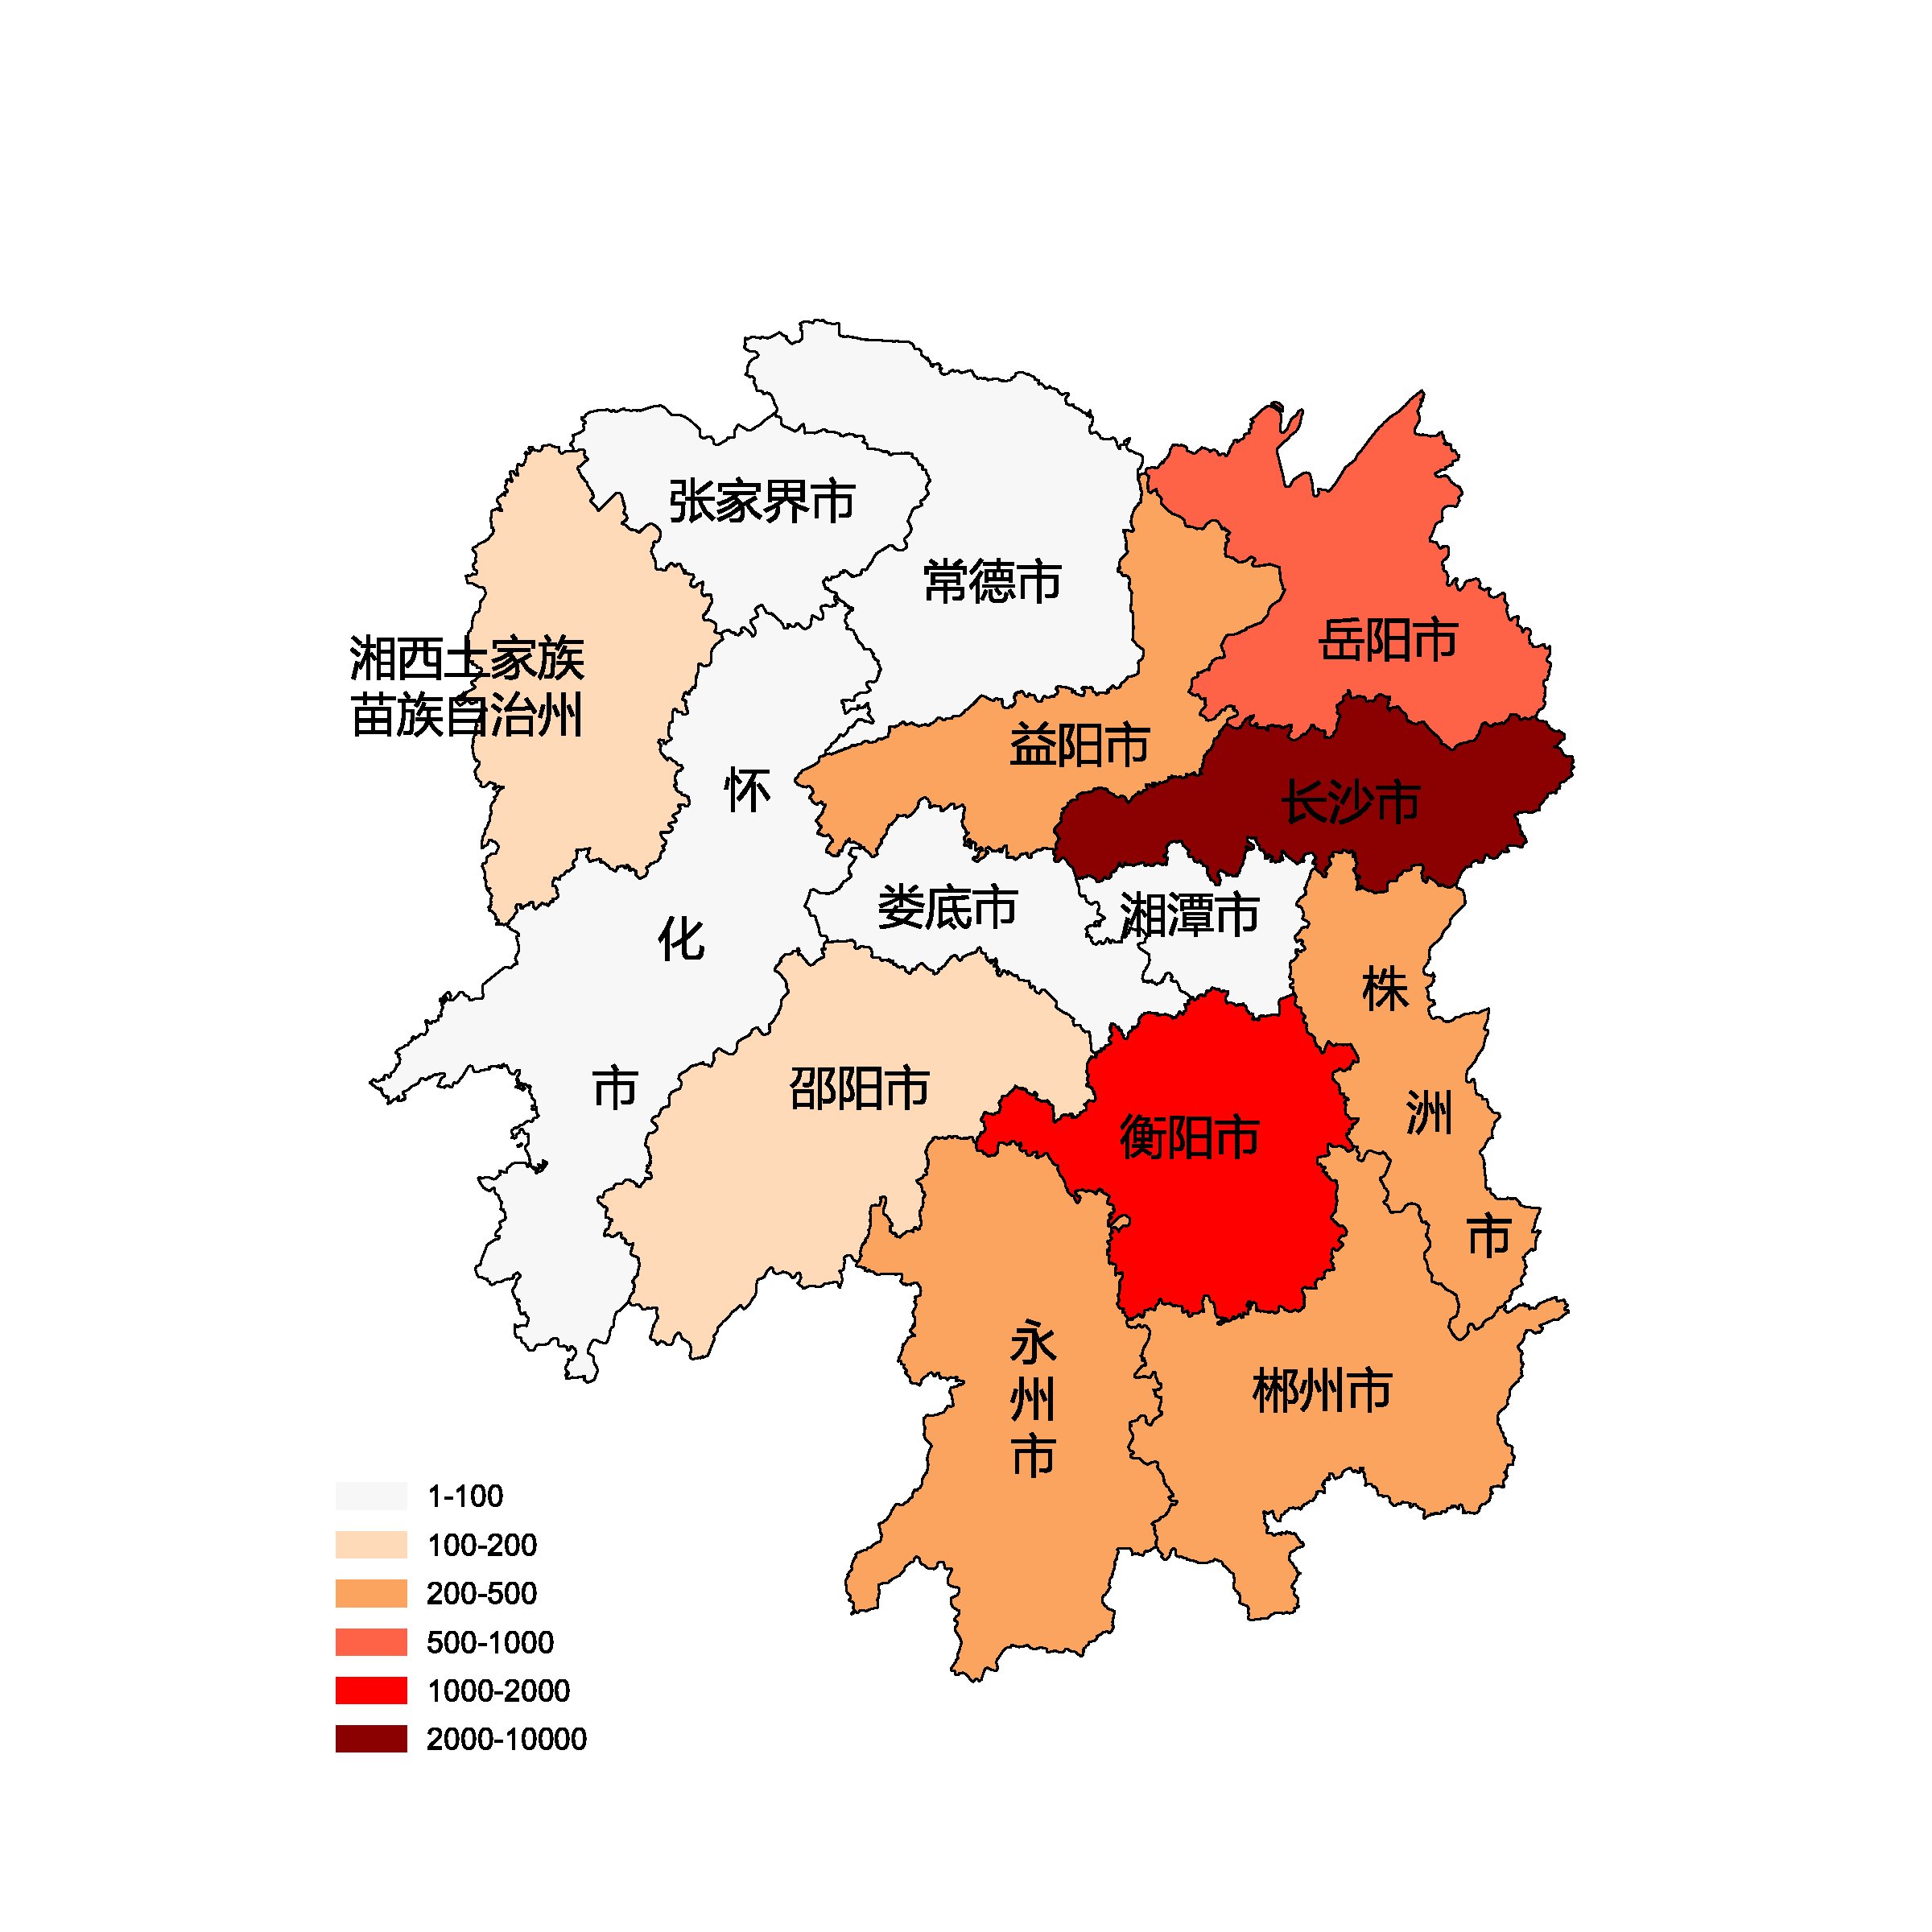 张家界市
常德市
岳阳市
湘西土家族
苗族自治州
益阳市
长沙市
怀
化
市
娄底市
湘潭市
株
洲
市
邵阳市
衡阳市
永
州
市
郴州市
1-100
100-200
200-500
500-1000
1000-2000
2000-10000